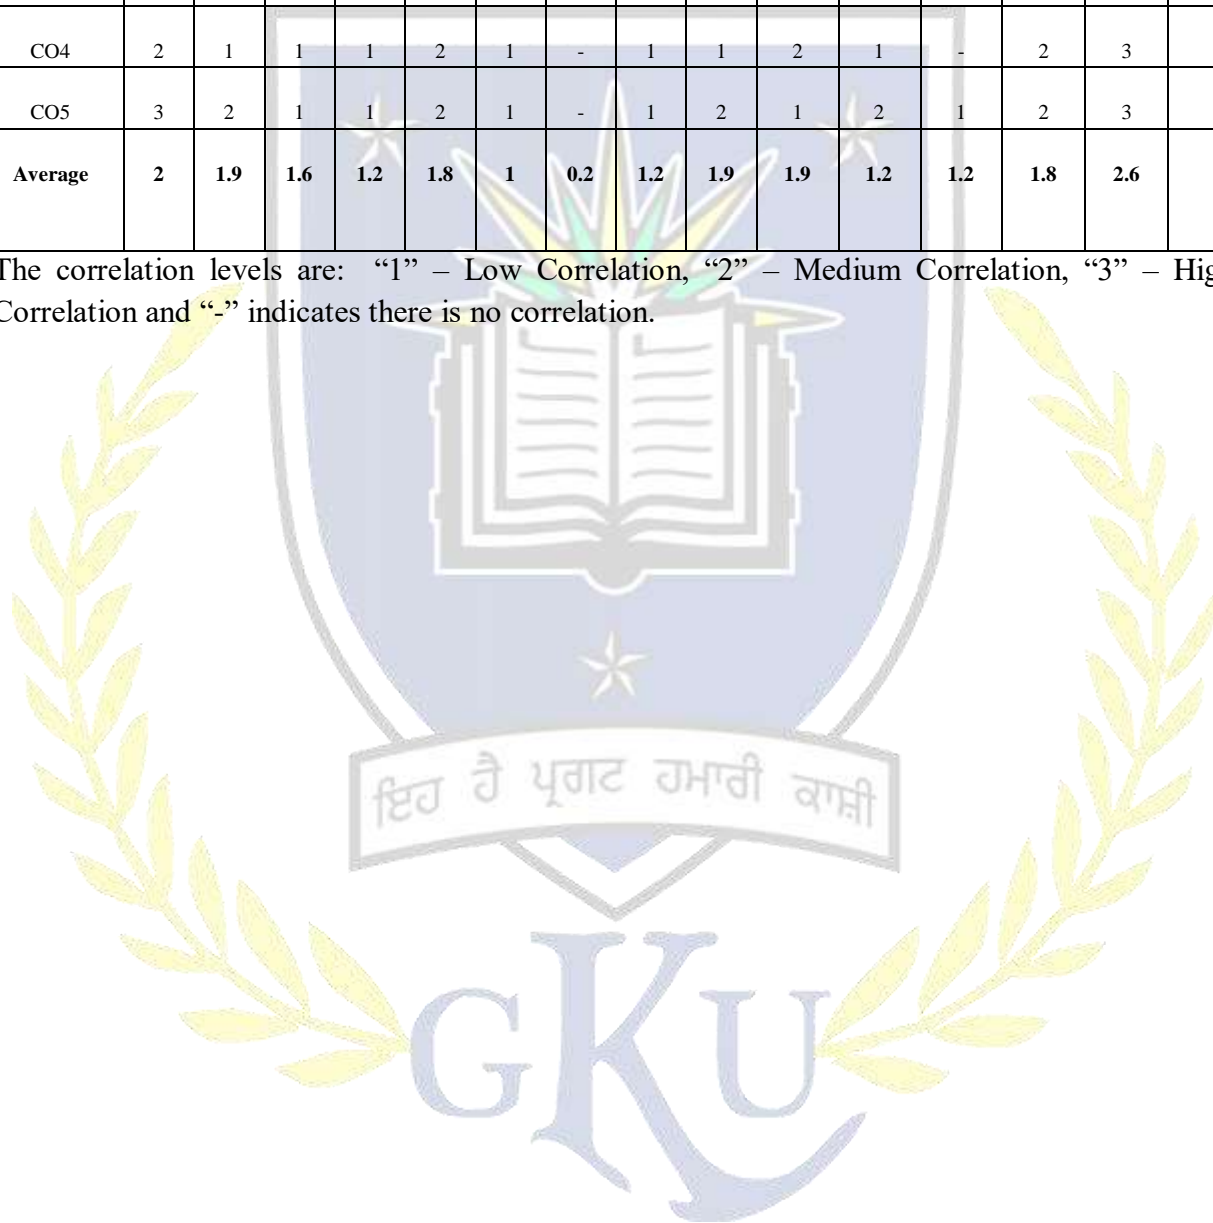 CO4 2 1 1 1 2 1 - 1 1 2 1 - 2 3
CO5 3 2 1 1 2 1 - 1 2 1 2 1 2 3
Average 2 1.9 1.6 1.2 1.8 1 0.2 1.2 1.9 1.9 1.2 1.2 1.8 2.6
The correlation levels are: “1” – Low Correlation, “2” – Medium Correlation, “3” – Hig
Correlation and “-” indicates there is no correlation.
ਇਹ ਹੈ ਪ੍ਰਗਟ ਹਮਾਰੀ ਕਾਸ਼ੀ
GKU